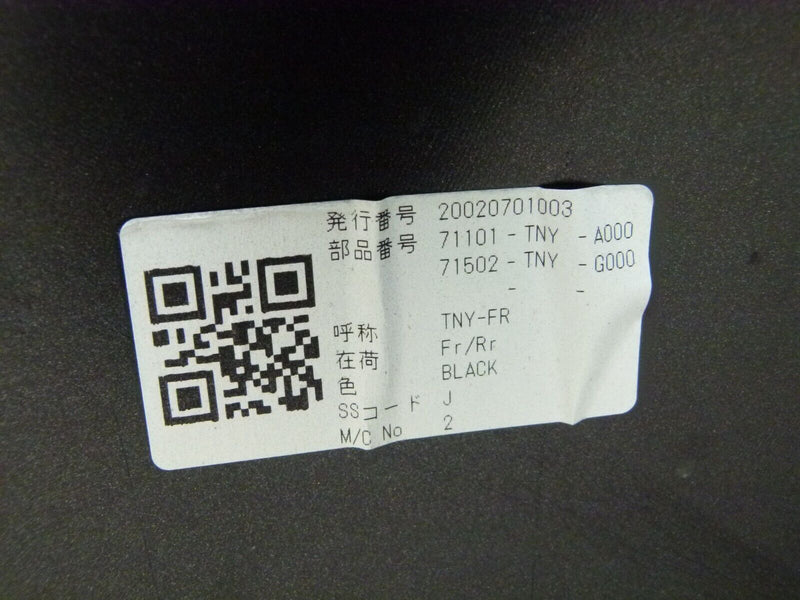 発行番号 20020701003
部品番号 71101-TNY -A000
71502-TNY -G000
- -
呼称 TNY-FR
在荷 Fr/Rr
色 BLACK
SSコード J
M/C No 2